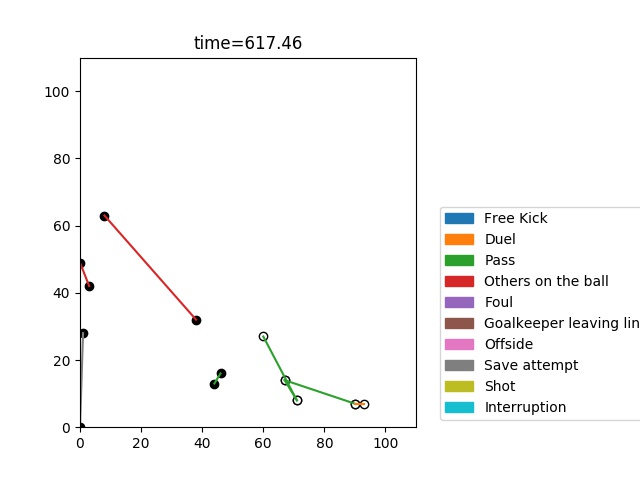 time=617.46
100
80
60
40
20
0
0 20 40 60 80 100
Free Kick
Duel
Pass
Others on the ball
Foul
Goalkeeper leaving lin
Offside
Save attempt
Shot
Interruption